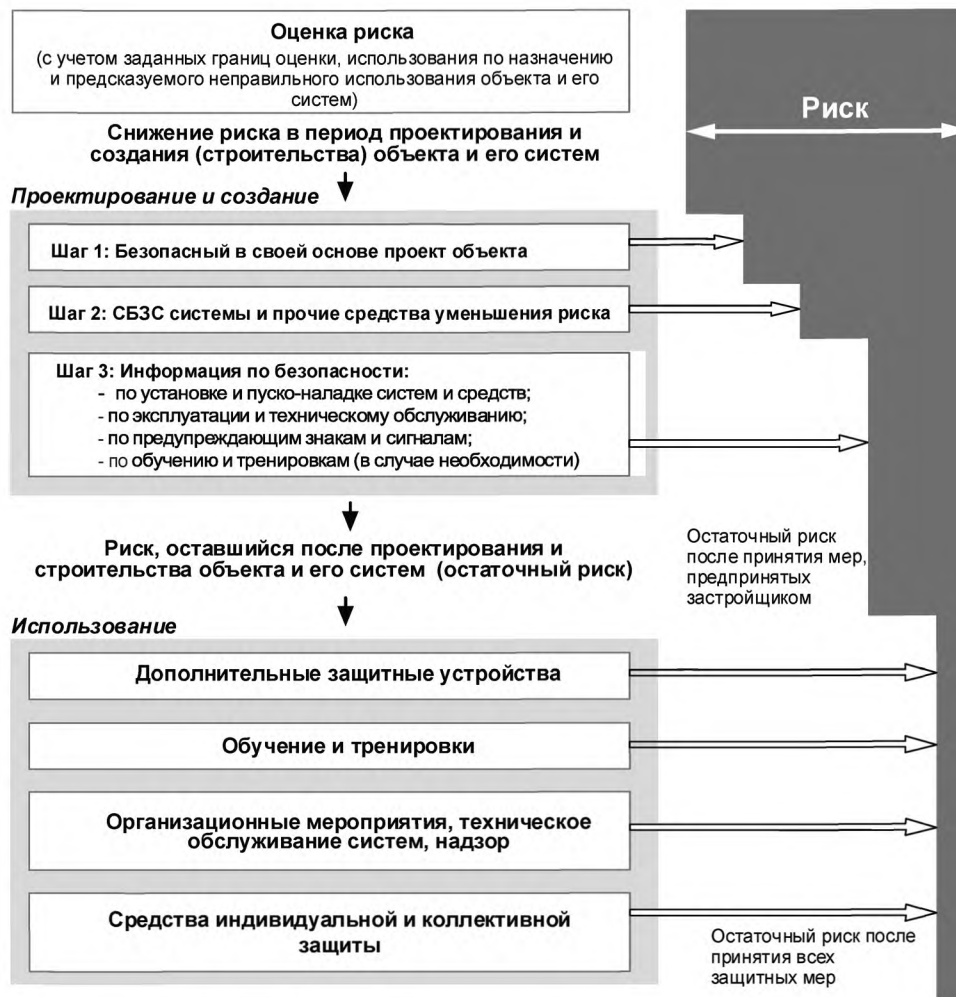 Оценка риска
(с учетом заданных границ оценки, использования по назначению
и предсказуемого неправильного использования объекта и его
систем)
Риск
Снижение риска в период проектирования и
создания (строительства) объекта и его систем
Проектирование и создание
Шаг 1: Безопасный в своей основе проект объекта
Шаг 2: СБЗС системы и прочие средства уменьшения риска
Шаг 3: Информация по безопасности:
- по установке и пуско-наладке систем и средств;
- по эксплуатации и техническому обслуживанию;
- по предупреждающим знакам и сигналам;
- по обучению и тренировкам (в случае необходимости)
Риск, оставшийся после проектирования и
строительства объекта и его систем (остаточный риск)
Остаточный риск
после принятия мер,
предпринятых
застройщиком
Использование
Дополнительные защитные устройства
Обучение и тренировки
Организационные мероприятия, техническое
обслуживание систем, надзор
Средства индивидуальной и коллективной
защиты
Остаточный риск после
принятия всех
защитных мер